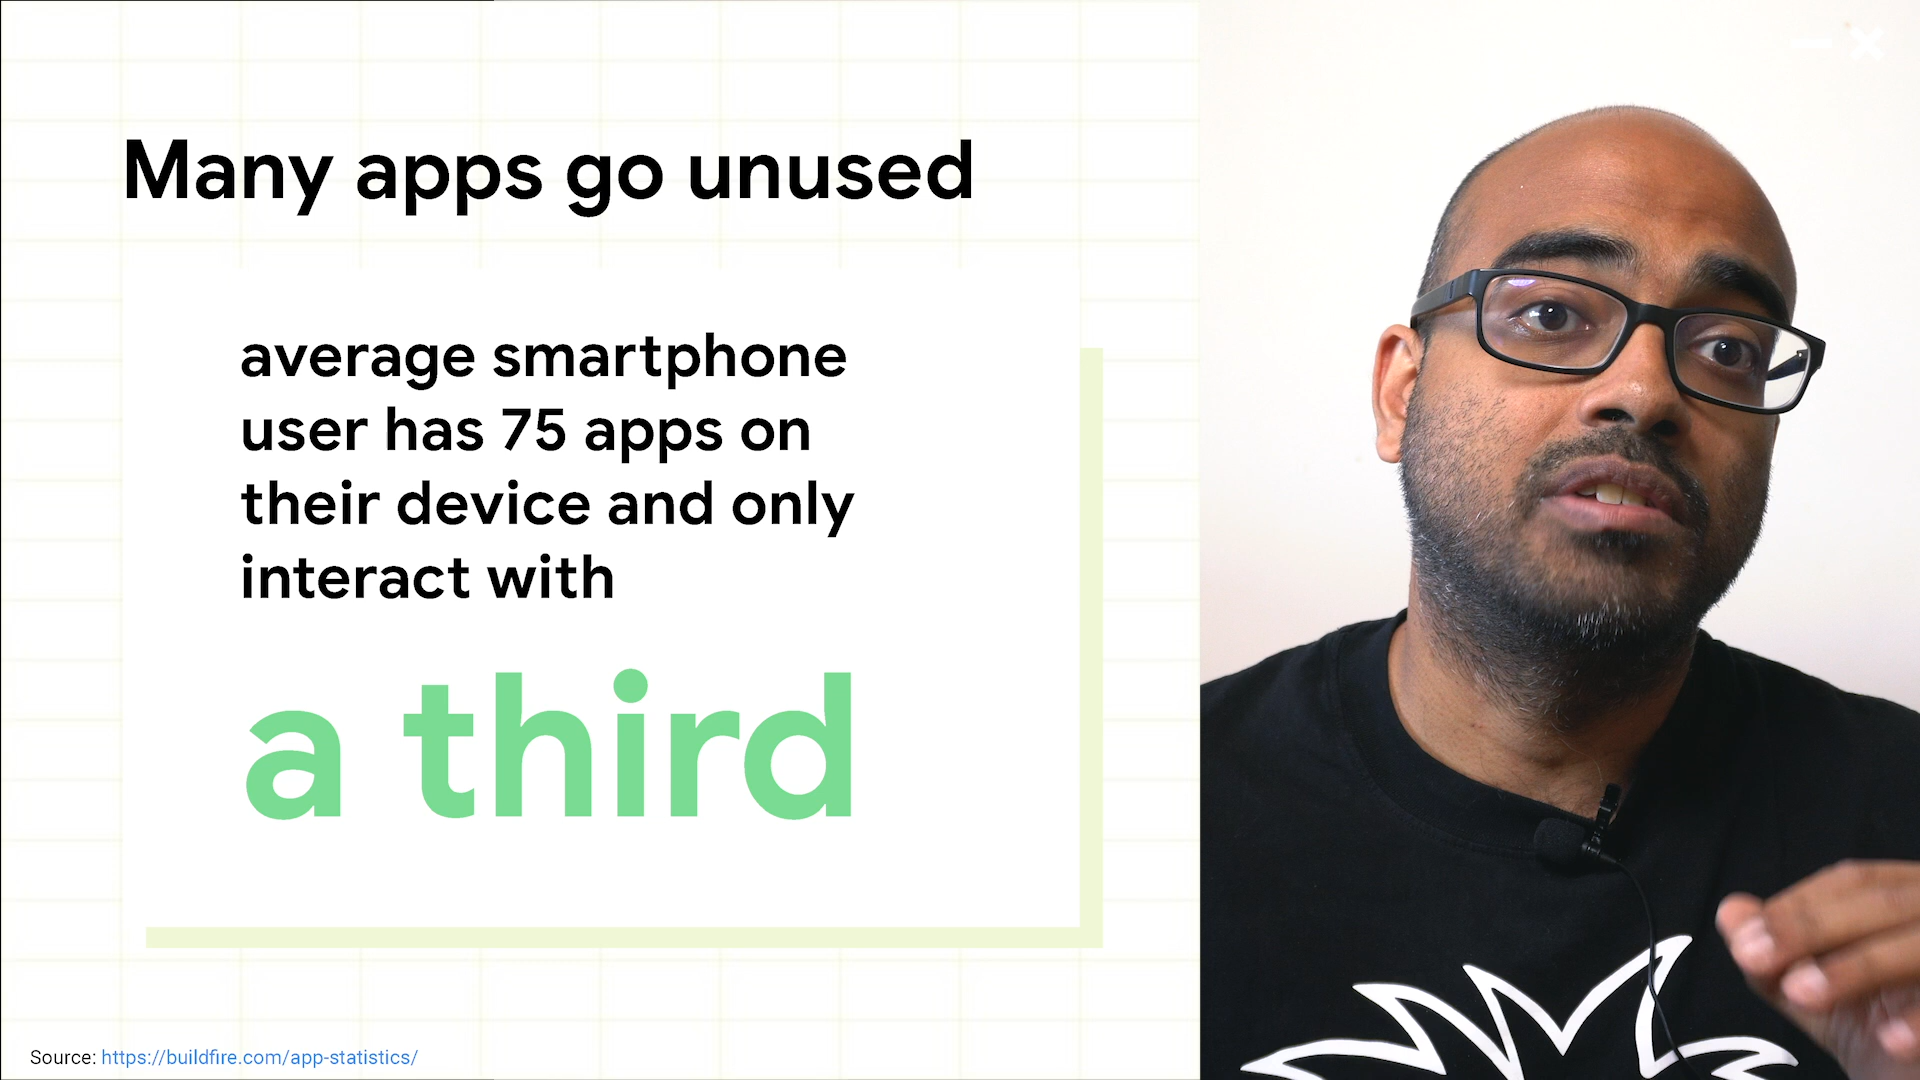 Many apps go unused
average smartphone
user has 75 apps on
their device and only
interact with
a third
Source: https://buildfire.com/app-statistics/